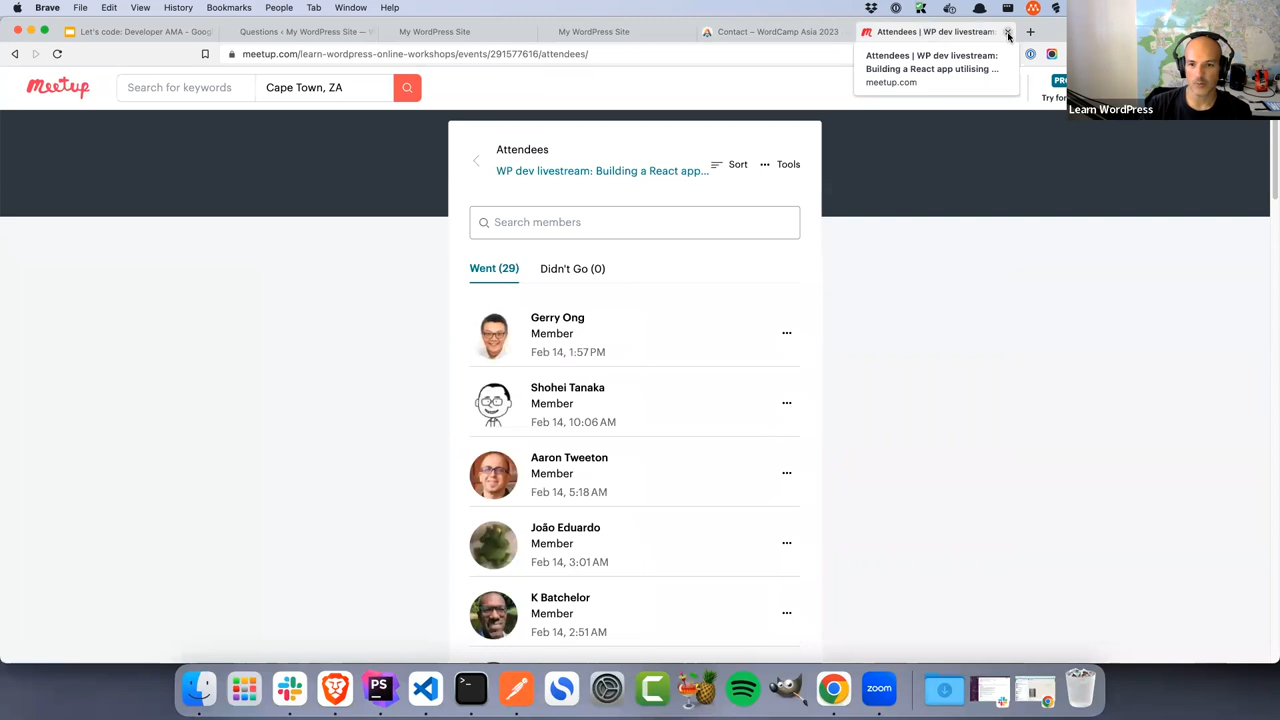 Brave File Edit View History Bookmarks People Tab Window Help
Let's code: Developer AMA - Goog
Questions ‹ My WordPress Site — W
My WordPress Site
My WordPress Site
Contact – WordCamp Asia 2023
Attendees | WP dev livestream:
meetup.com/learn-wordpress-online-workshops/events/291577616/attendees/
Attendees | WP dev livestream:
Building a React app utilising ...
meetup.com
Meetup
Search for keywords
Cape Town, ZA
PRO
Try for
Learn WordPress
Attendees
WP dev livestream: Building a React app...
Sort
Tools
Search members
Went (29)
Didn't Go (0)
Gerry Ong
Member
Feb 14, 1:57 PM
Shohei Tanaka
Member
Feb 14, 10:06 AM
Aaron Tweeton
Member
Feb 14, 5:18 AM
João Eduardo
Member
Feb 14, 3:01 AM
K Batchelor
Member
Feb 14, 2:51 AM
PS
zoom